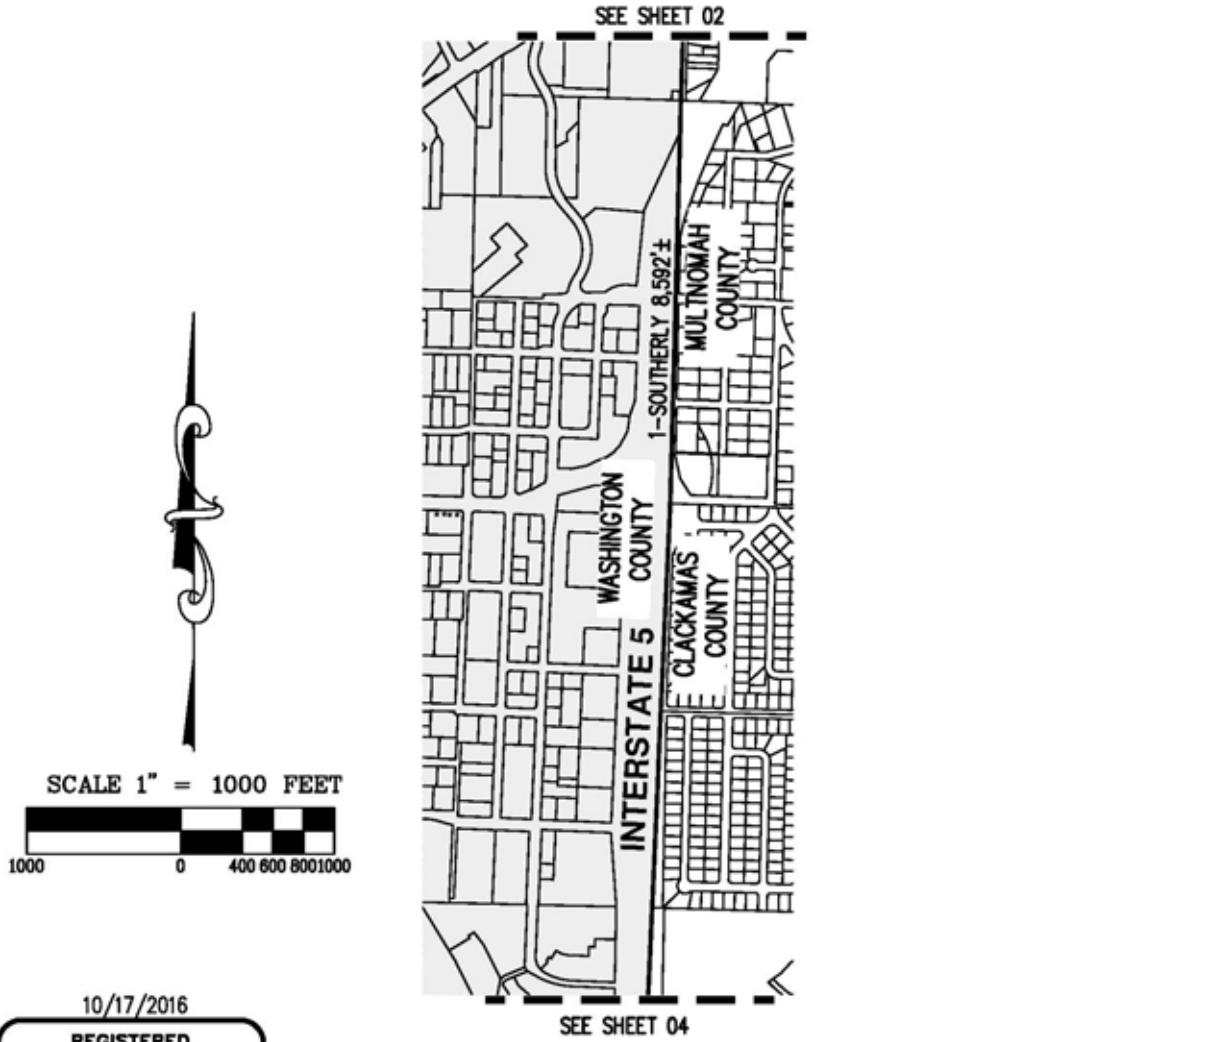 SEE SHEET 02
1-SOUTHERLY 8,592'±
MULTNOMAH
COUNTY
WASHINGTON
COUNTY
CLACKAMAS
COUNTY
INTERSTATE 5
SCALE 1" = 1000 FEET
1000 0 400 600 800 1000
10/17/2016
REGISTERED
SEE SHEET 04